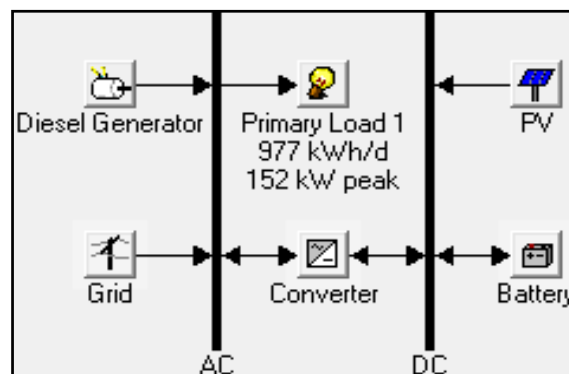 Diesel Generator
Primary Load 1
977 kWh/d
152 kW peak
PV
Grid
Converter
Battery
AC
DC